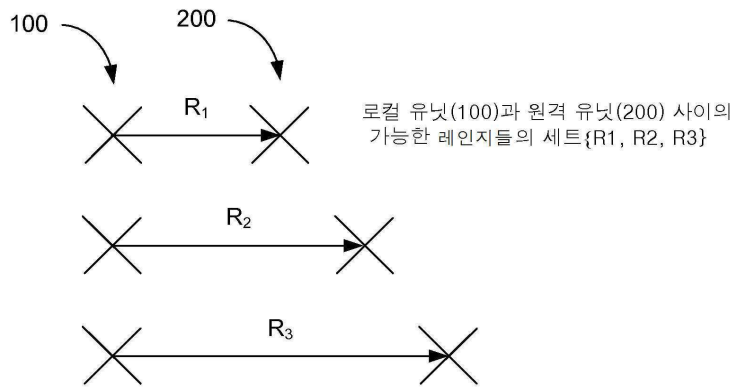 100
200
R1
로컬 유닛(100)과 원격 유닛(200) 사이의
가능한 레인지들의 세트{R1, R2, R3}
R2
R3